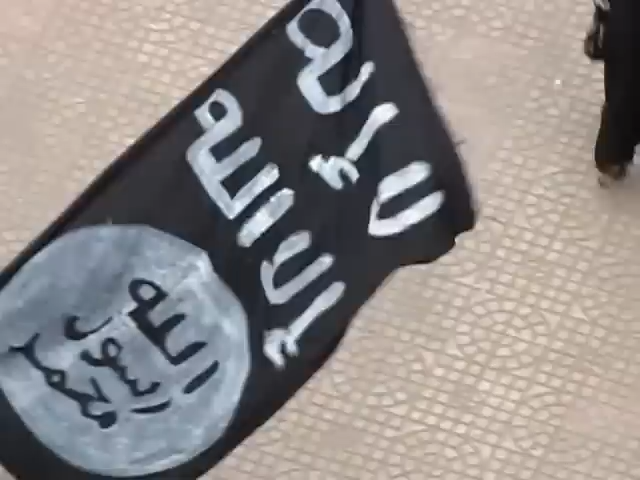 لا إله
إلا الله
الله
رسول
محمد